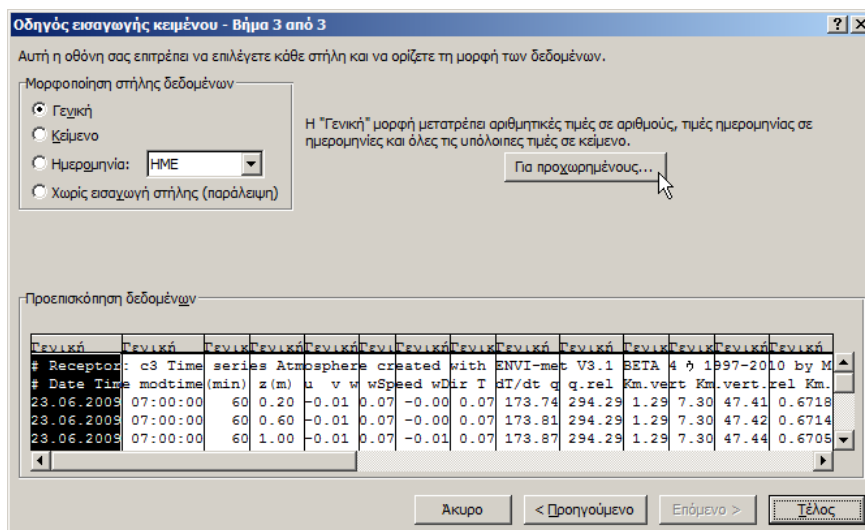 Οδηγός εισαγωγής κειμένου - Βήμα 3 από 3
Αυτή η οθόνη σας επιτρέπει να επιλέγετε κάθε στήλη και να ορίζετε τη μορφή των δεδομένων.
Μορφοποίηση στήλης δεδομένων
Γενική
Κείμενο
Ημερομηνία: ΗΜΕ
Χωρίς εισαγωγή στήλης (παράλειψη)
Η "Γενική" μορφή μετατρέπει αριθμητικές τιμές σε αριθμούς, τιμές ημερομηνίας σε
ημερομηνίες και όλες τις υπόλοιπες τιμές σε κείμενο.
Για προχωρημένους...
Προεπισκόπηση δεδομένων
Γενική Γενική Γενικ Γενική Γενική Γενι Γενική Γενικ Γενική Γενική Γενικ Γενικ Γενική Γενική
# Receptor: c3 Time series Atmosphere created with ENVI-met V3.1 BETA 4 ウ 1997-2010 by M
# Date Time modtime(min) z(m) u v w wSpeed wDir T dT/dt q q.rel Km.vert Km.vert.rel Km.
23.06.2009 07:00:00 60 0.20 -0.01 0.07 -0.00 0.07 173.74 294.29 1.29 7.30 47.41 0.6718
23.06.2009 07:00:00 60 0.60 -0.01 0.07 -0.00 0.07 173.81 294.29 1.29 7.30 47.42 0.6714
23.06.2009 07:00:00 60 1.00 -0.01 0.07 -0.01 0.07 173.87 294.29 1.29 7.30 47.44 0.6705
Άκυρο < Προηγούμενο Επόμενο > Τέλος